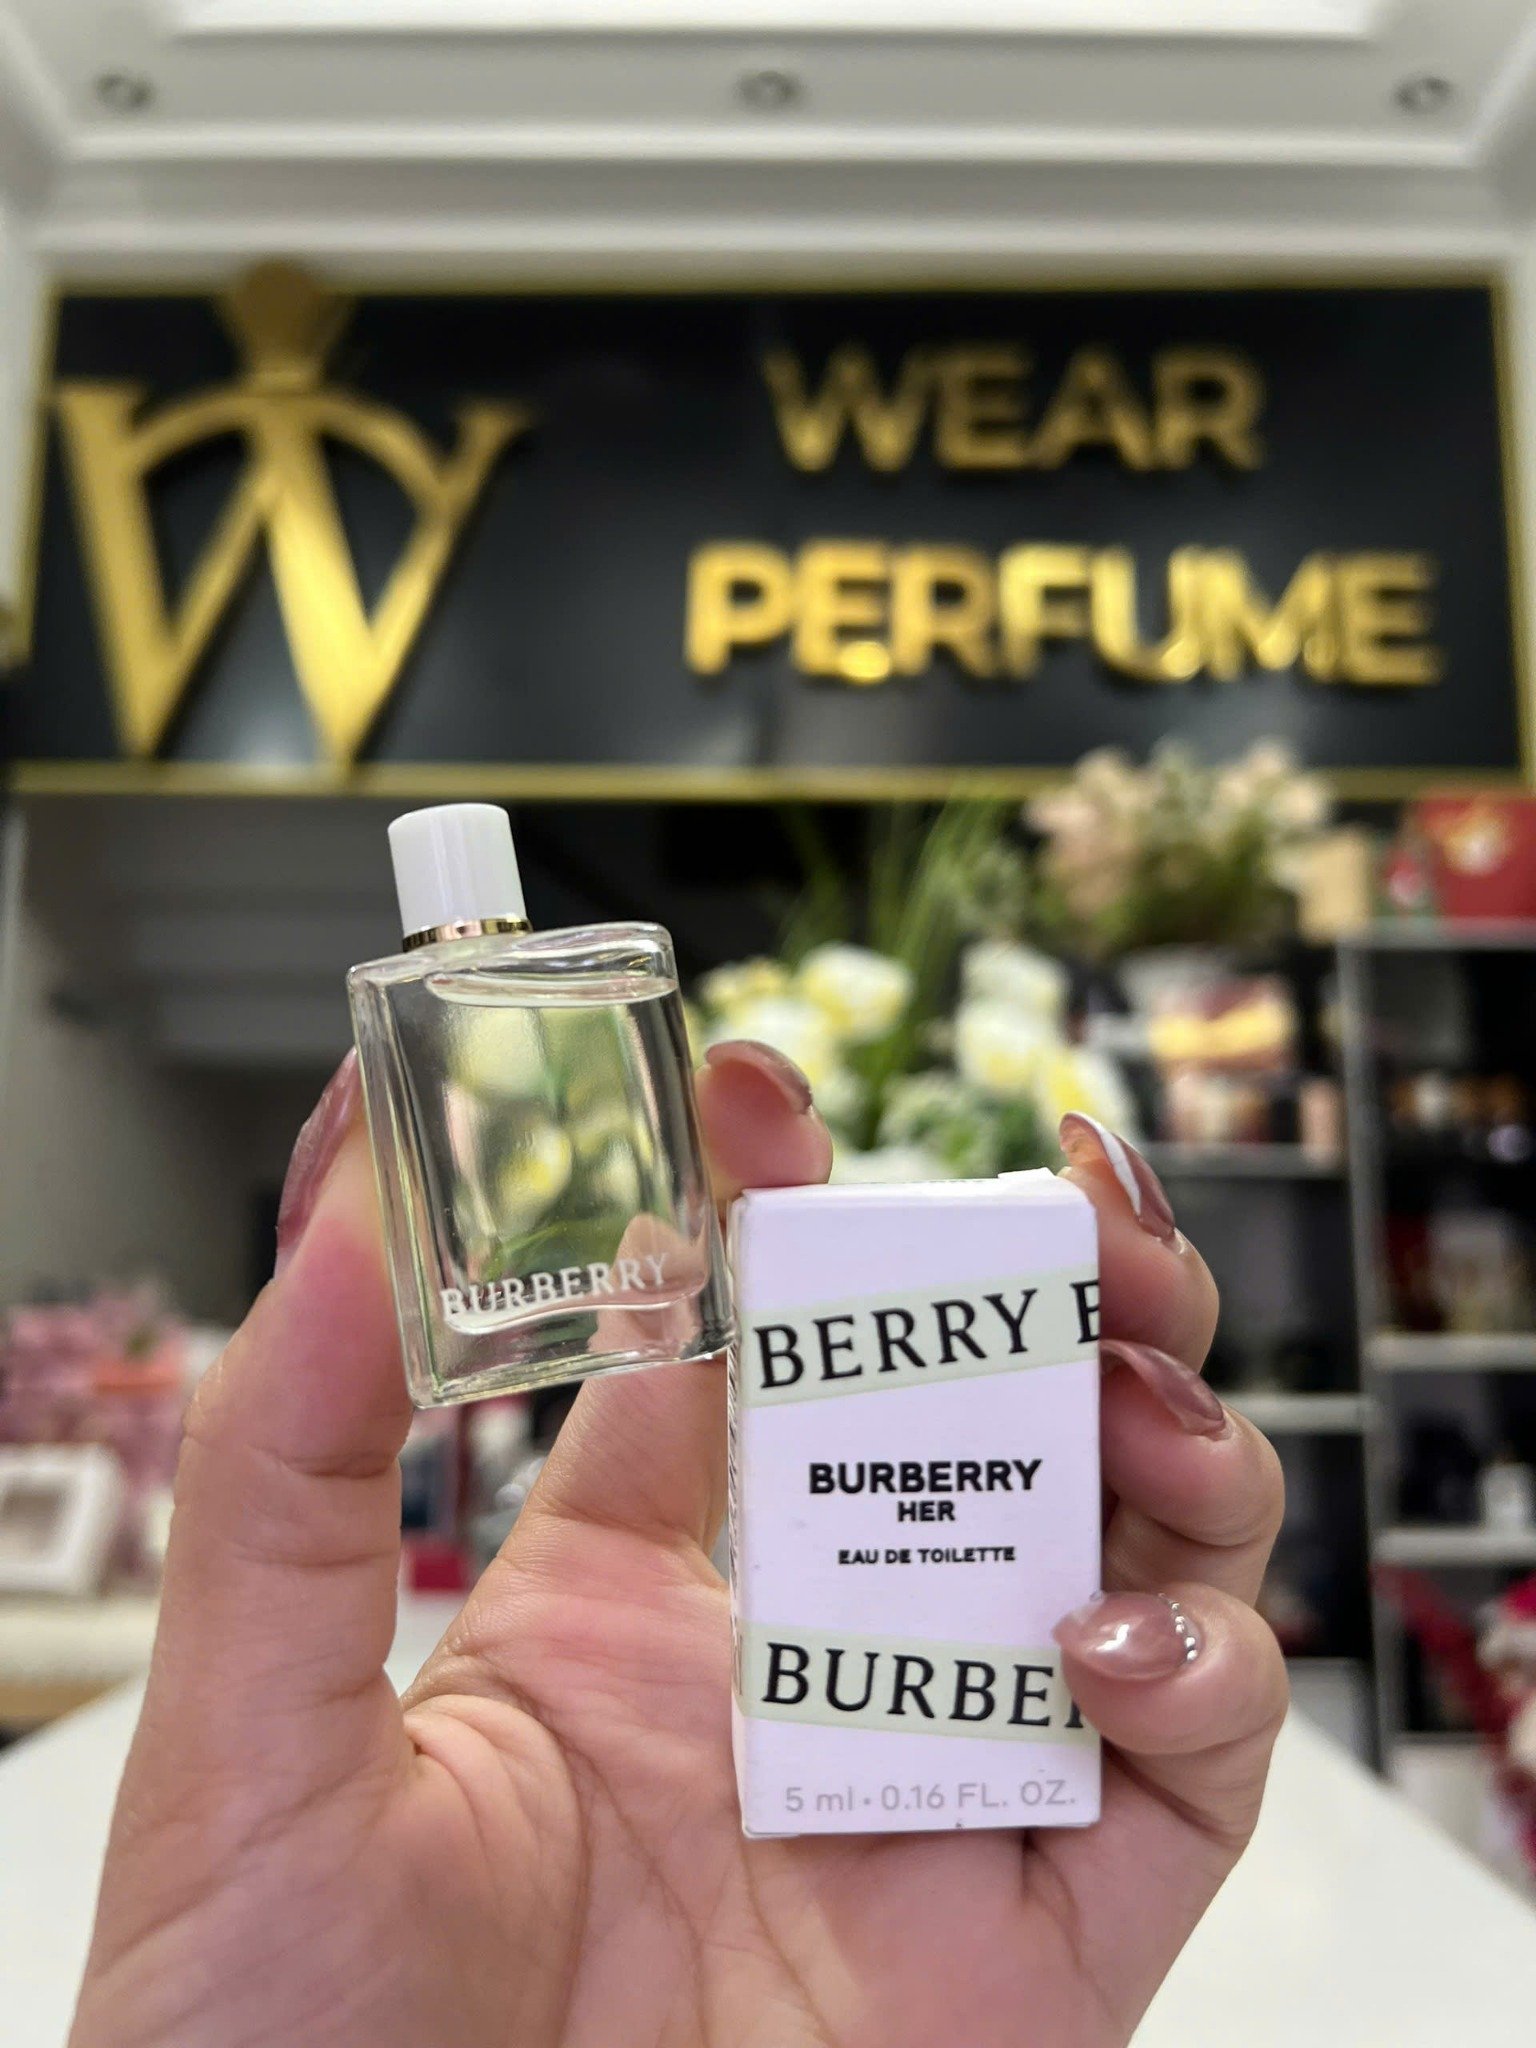 WEAR
PERFUME
BURBERRY
BERRY B
BURBERRY
HER
EAU DE TOILETTE
BURBER
5 ml • 0.16 FL. OZ.